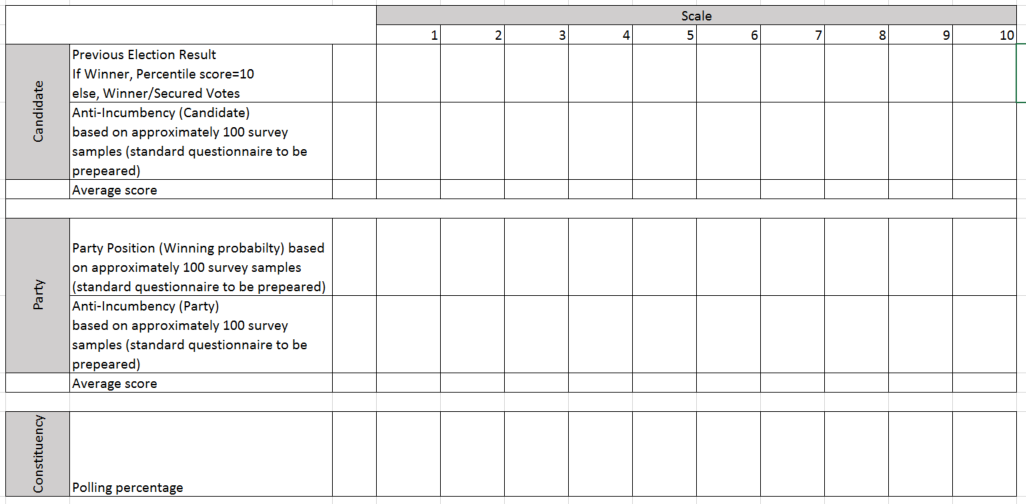 Scale
1 2 3 4 5 6 7 8 9 10
Candidate
Previous Election Result
If Winner, Percentile score=10
else, Winner/Secured Votes
Anti-Incumbency (Candidate)
based on approximately 100 survey
samples (standard questionnaire to be
prepeared)
Average score
Party
Party Position (Winning probabilty) based
on approximately 100 survey samples
(standard questionnaire to be prepeared)
Anti-Incumbency (Party)
based on approximately 100 survey
samples (standard questionnaire to be
prepeared)
Average score
Constituency
Polling percentage